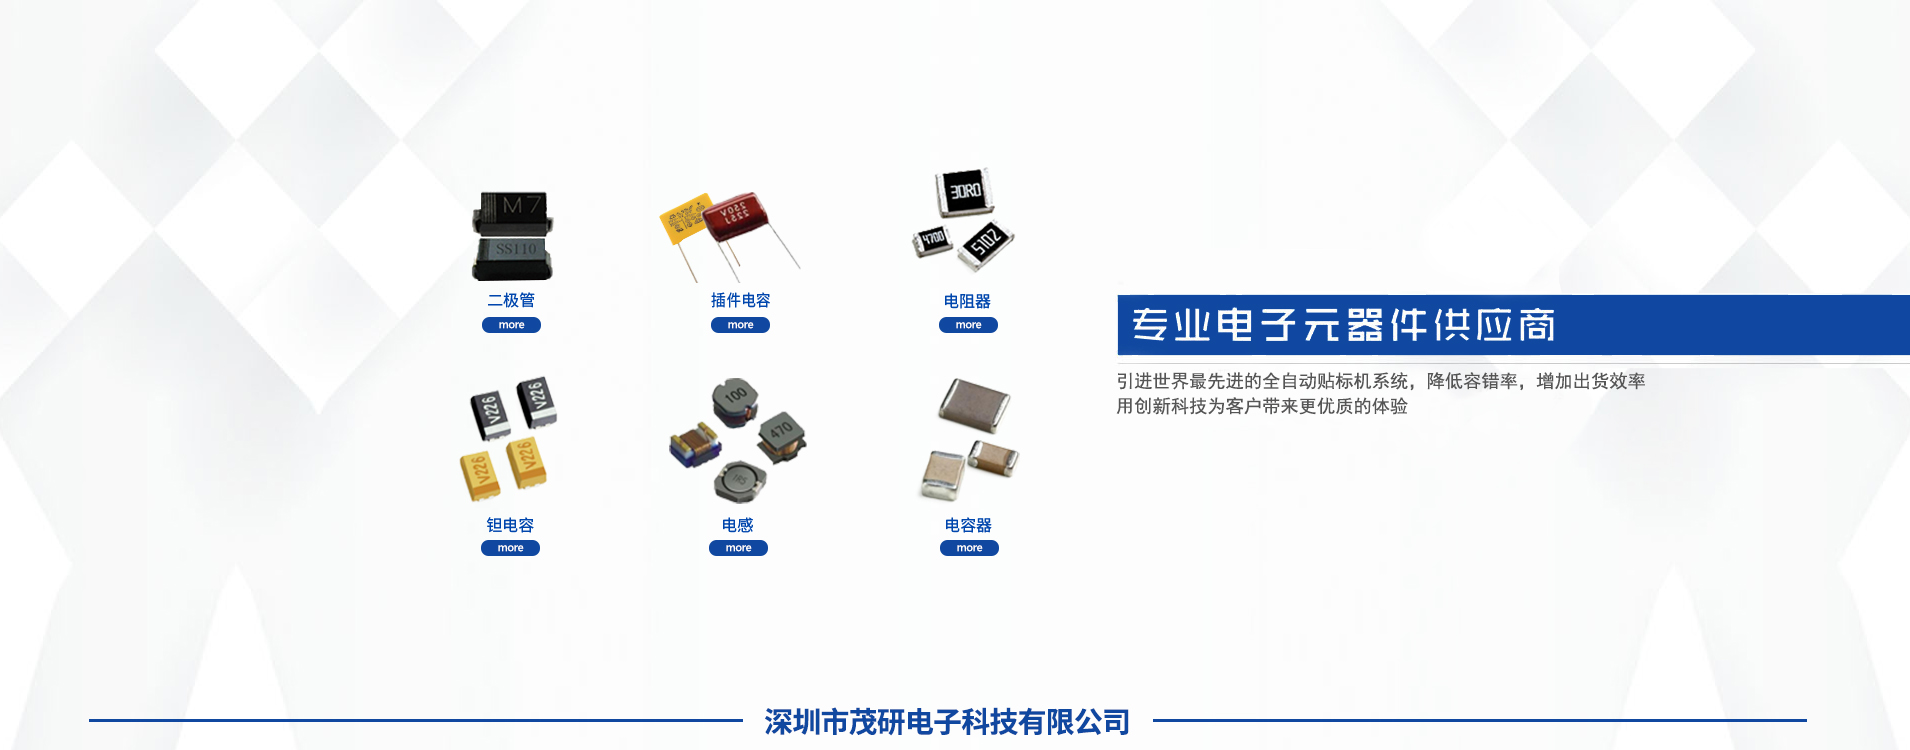 M7
SS110
250V
225J
30R0
4700
5102
二极管
插件电容
电阻器
more
more
more
专业电子元器件供应商
引进世界最先进的全自动贴标机系统，降低容错率，增加出货效率
用创新科技为客户带来更优质的体验
V226
V226
V226
V226
100
470
185
钽电容
电感
电容器
more
more
more
深圳市茂研电子科技有限公司